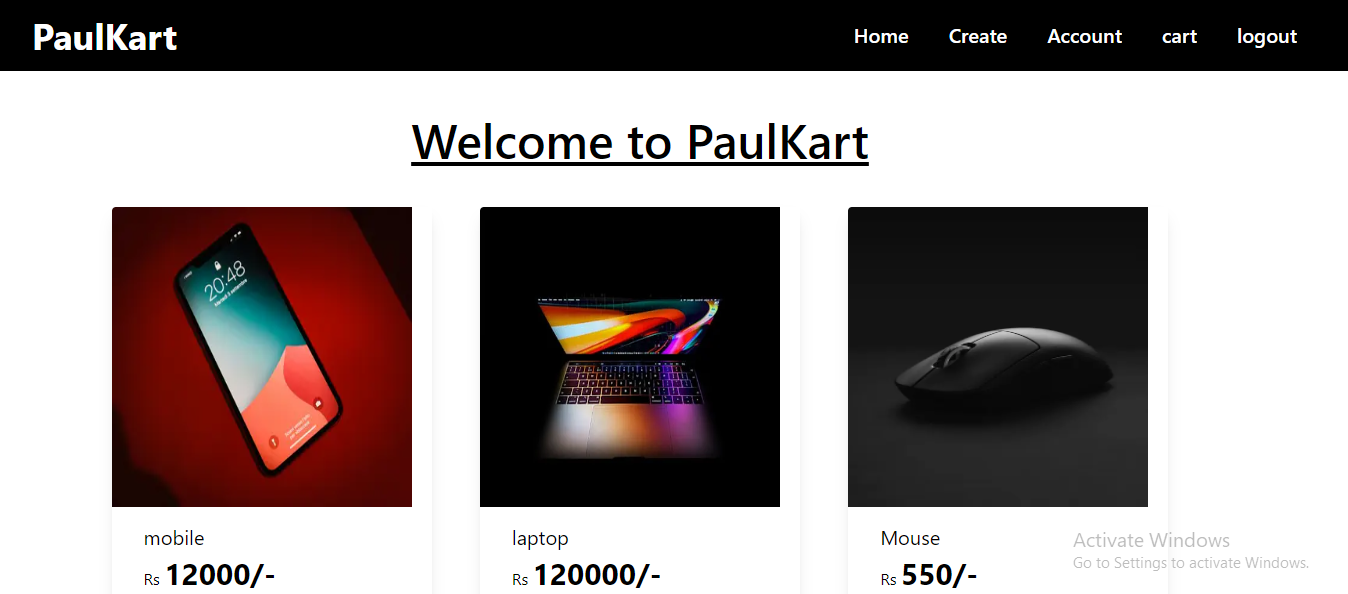 PaulKart
Home Create Account cart logout
Welcome to PaulKart
20:48
mobile
Rs 12000/-
laptop
Rs 120000/-
Mouse
Rs 550/-
Activate Windows
Go to Settings to activate Windows.